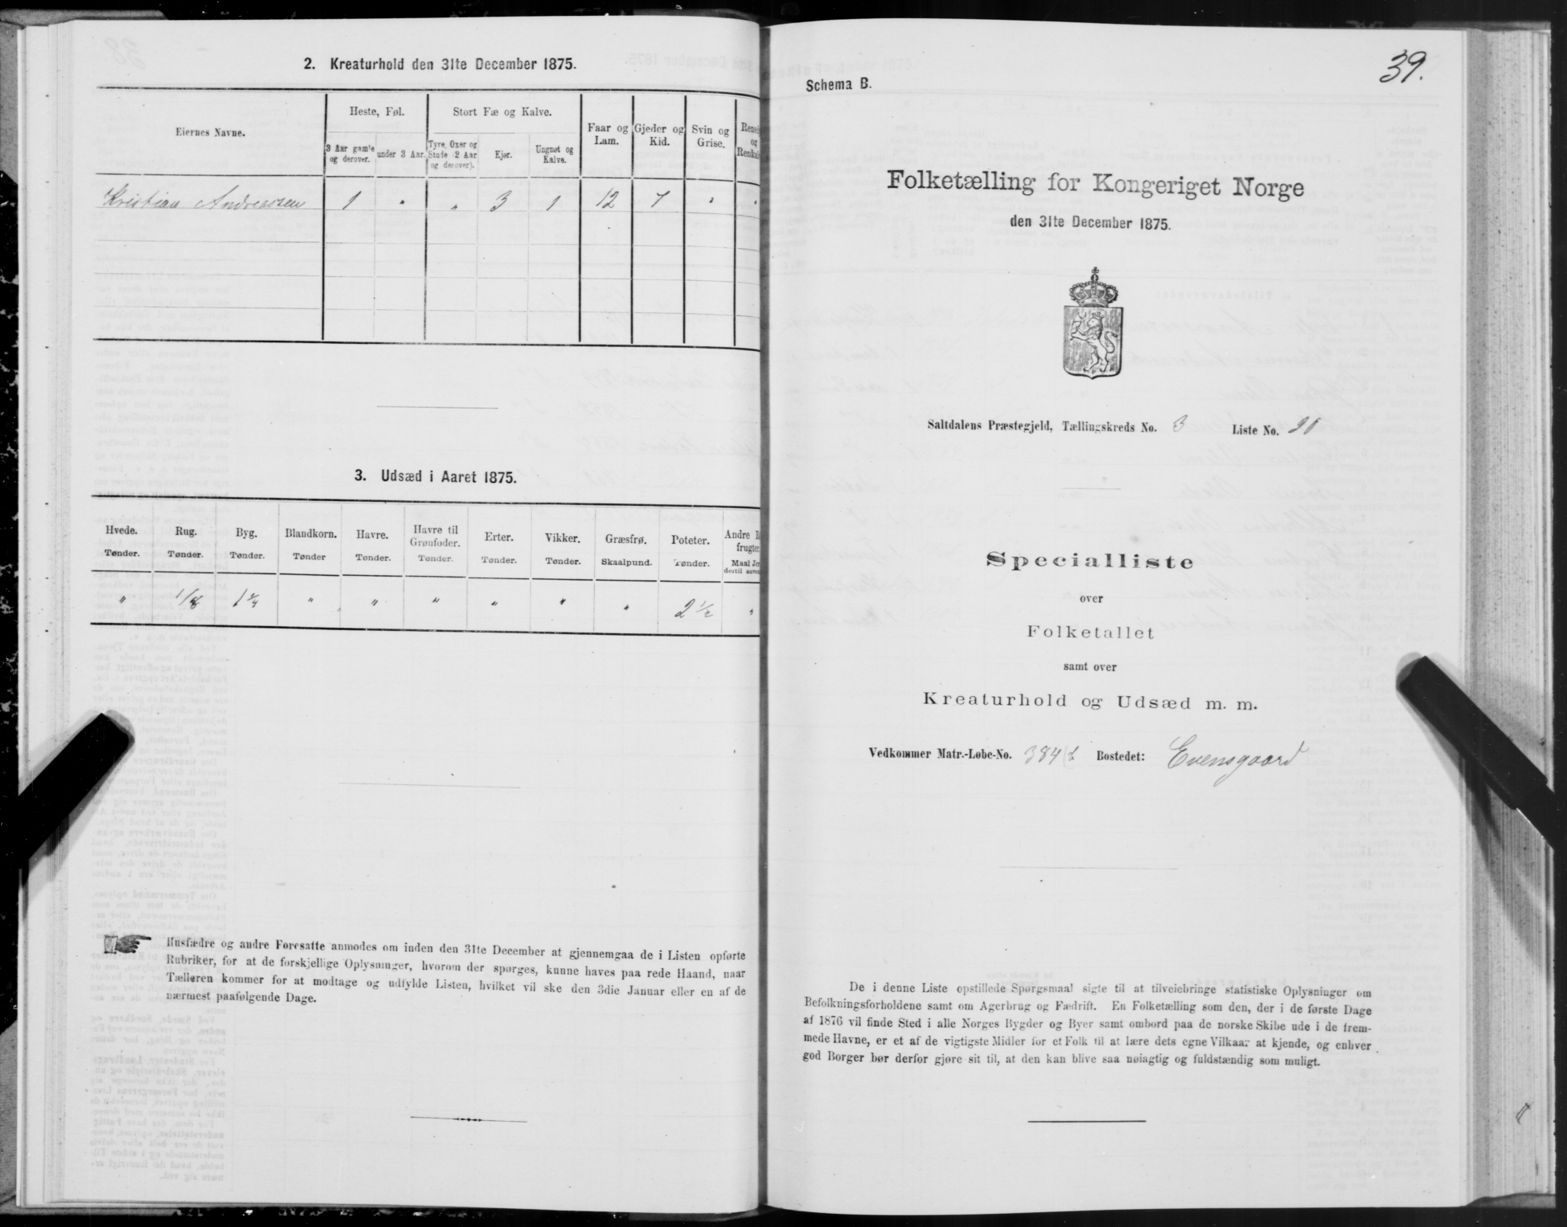 2. Kreaturhold den 31te December 1875.
Eiernes Navne.
Heste, Føl.
Stort Fæ og Kalve.
Faar og Lam.
Gjeder og Kid.
Svin og Grise.
3 Aar gamle og derover.
under 3 Aar.
Tyre, Oxer og Stude (2 Aar og derover).
Kjør.
Ungnøt og Kalve.
Kristian Andreassen 1 " " 3 1 12 7 " "
3. Udsæd i Aaret 1875.
Hvede. Rug. Byg. Blandkorn. Havre. Havre til Grønfoder. Erter. Vikker. Græsfrø. Poteter. Andre
Tønder. Tønder. Tønder. Tønder Tønder. Tønder. Tønder. Tønder. Skaalpund. Tønder. Maal
" 1/8 " " " " " " 2 1/2 "
Husfædre og andre Foresatte anmodes om inden den 31te December at gjennemgaa de i Listen opførte
Rubriker, for at de forskjellige Oplysninger, hvorom der spørges, kunne haves paa rede Haand, naar
Tælleren kommer for at modtage og udfylde Listen, hvilket vil ske den 3die Januar eller en af de
nærmest paafølgende Dage.
39.
Schema B.
Folketælling for Kongeriget Norge
den 31te December 1875.
Saltdalens Præstegjeld, Tællingskreds No. 3 Liste No.
Specialliste
over
Folketallet
samt over
Kreaturhold og Udsæd m. m.
Vedkommer Matr.-Løbe-No. 384 Bostedet: Evensgaard
De i denne Liste opstillede Spørgsmaal sigte til at tilveiebringe statistiske Oplysninger om
Befolkningsforholdene samt om Agerbrug og Fædrift. En Folketælling som den, der i de første Dage
af 1876 vil finde Sted i alle Norges Bygder og Byer samt ombord paa de norske Skibe ude i de frem-
mede Havne, er et af de vigtigste Midler for et Folk til at lære dets egne Vilkaar at kjende, og enhver
god Borger bør derfor gjøre sit til, at den kan blive saa nøiagtig og fuldstændig som muligt.